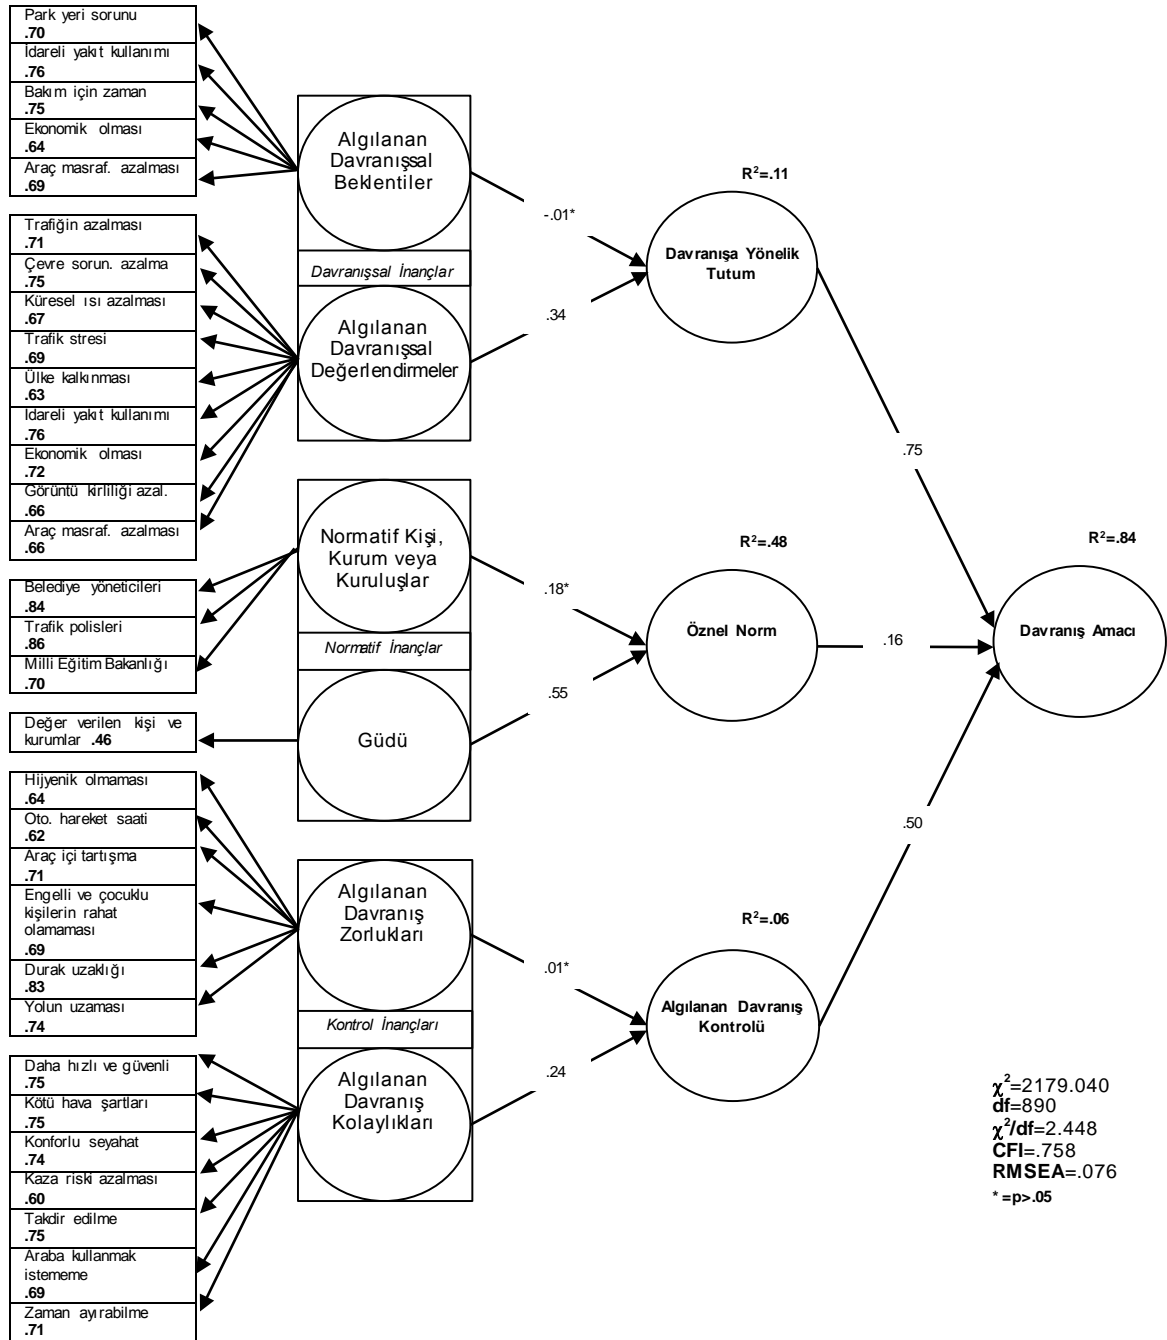 Park yeri sorunu
.70
İdareli yakıt kullanımı
.76
Bakım için zaman
.75
Ekonomik olması
.64
Araç masraf. azalması
.69
Trafiğin azalması
.71
Çevre sorun. azalma
.75
Küresel ısı azalması
.67
Trafik stresi
.69
Ülke kalkınması
.63
İdareli yakıt kullanımı
.76
Ekonomik olması
.72
Görüntü kirliliği azal.
.66
Araç masraf. azalması
.66
Belediye yöneticileri
.84
Trafik polisleri
.86
Milli Eğitim Bakanlığı
.70
Değer verilen kişi ve
kurumlar .46
Hijyenik olmaması
.64
Oto. hareket saati
.62
Araç içi tartışma
.71
Engelli ve çocuklu
kişilerin rahat
olamaması
.69
Durak uzaklığı
.83
Yolun uzaması
.74
Daha hızlı ve güvenli
.75
Kötü hava şartları
.75
Konforlu seyahat
.74
Kaza riski azalması
.60
Takdir edilme
.75
Araba kullanmak
istememe
.69
Zaman ayırabilme
.71
Algılanan
Davranışsal
Beklentiler
Davranışsal İnançlar
Algılanan
Davranışsal
Değerlendirmeler
Normatif Kişi,
Kurum veya
Kuruluşlar
Normatif İnançlar
Güdü
Algılanan
Davranış
Zorlukları
Kontrol İnançları
Algılanan
Davranış
Kolaylıkları
-.01*
.34
.18*
.55
.01*
.24
R²=.11
Davranışa Yönelik
Tutum
R²=.48
Öznel Norm
R²=.06
Algılanan Davranış
Kontrolü
.75
.16
.50
R²=.84
Davranış Amacı
χ²=2179.040
df=890
χ²/df=2.448
CFI=.758
RMSEA=.076
* =p>.05